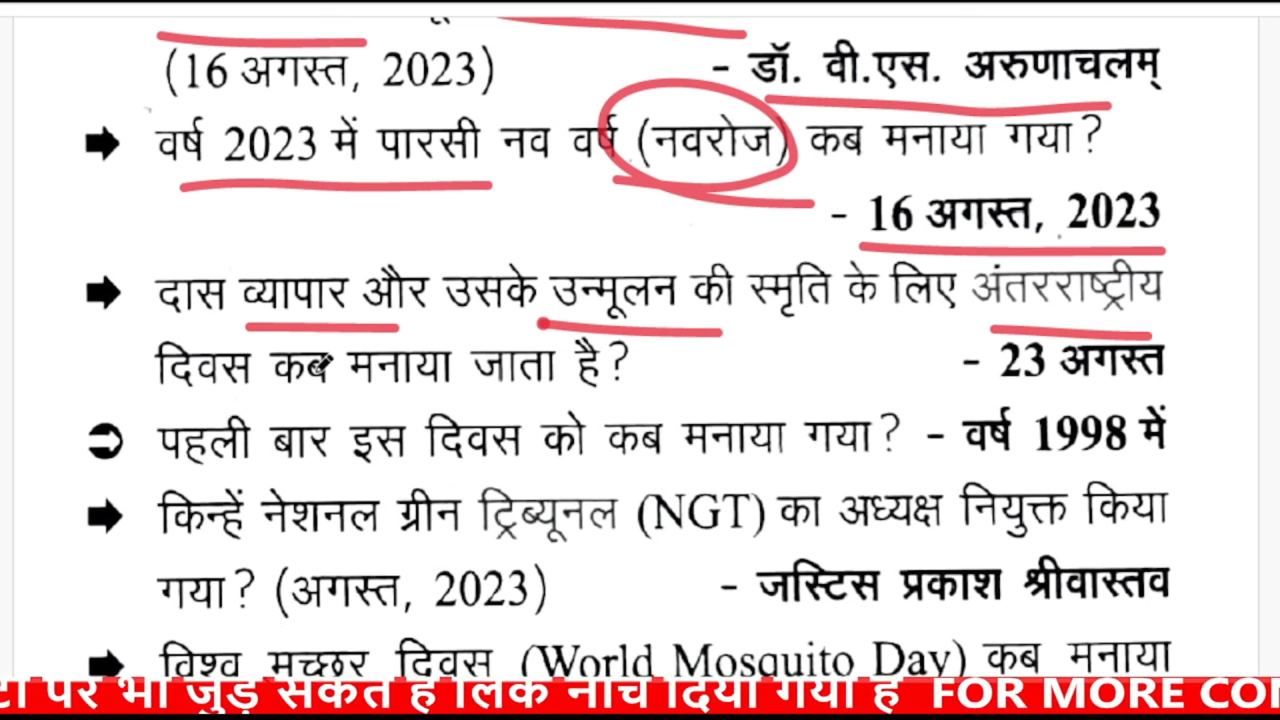 (16 अगस्त, 2023) - डॉ. वी.एस. अरुणाचलम्
➡ वर्ष 2023 में पारसी नव वर्ष (नवरोज) कब मनाया गया?
- 16 अगस्त, 2023
➡ दास व्यापार और उसके उन्मूलन की स्मृति के लिए अंतरराष्ट्रीय
दिवस कब मनाया जाता है? - 23 अगस्त
➲ पहली बार इस दिवस को कब मनाया गया? - वर्ष 1998 में
➡ किन्हें नेशनल ग्रीन ट्रिब्यूनल (NGT) का अध्यक्ष नियुक्त किया
गया? (अगस्त, 2023) - जस्टिस प्रकाश श्रीवास्तव
➡ विश्व मच्छर दिवस (World Mosquito Day) कब मनाया
पर भी जुड़ सकते है लिंक नीचे दिया गया है FOR MORE